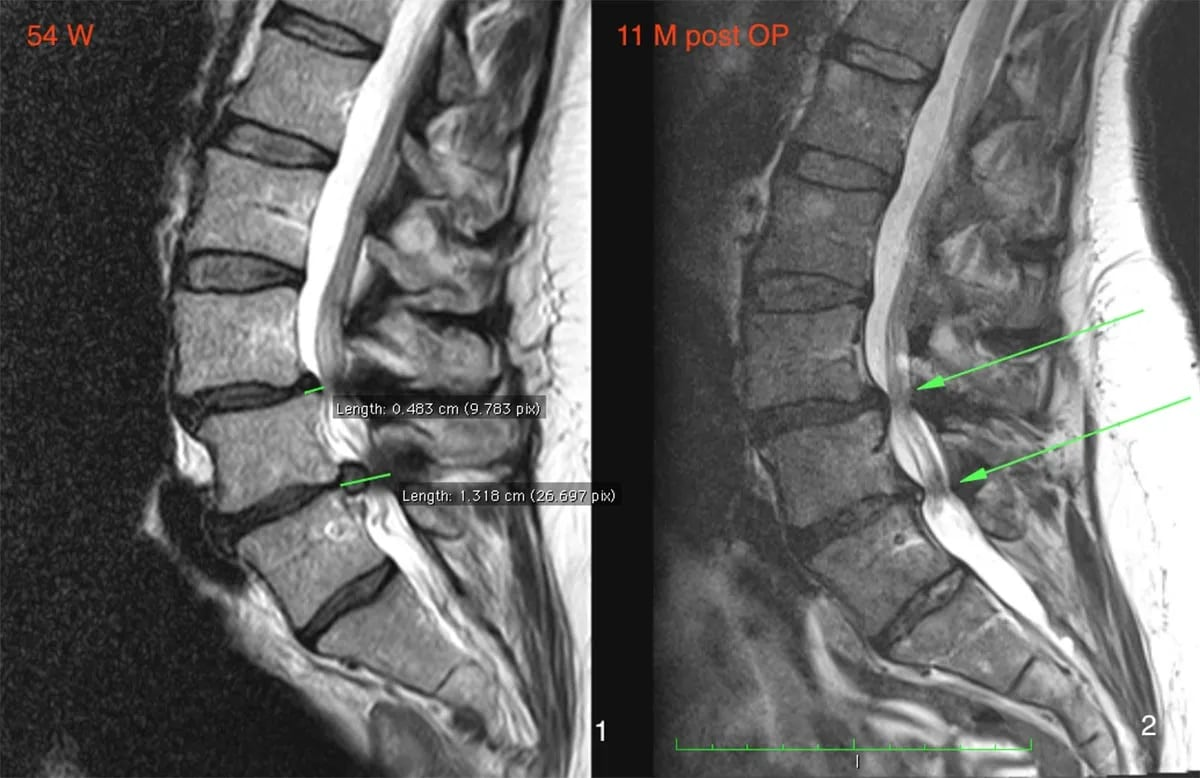 54 W
11 M post OP
Length: 0.483 cm (9.783 pix)
Length: 1.318 cm (26.697 pix)
1
2